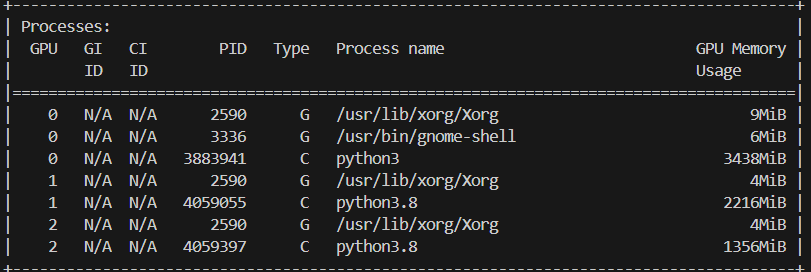 Processes:
GPU GI CI PID Type Process name GPU Memory
ID ID Usage
0 N/A N/A 2590 G /usr/lib/xorg/Xorg 9MiB
0 N/A N/A 3336 G /usr/bin/gnome-shell 6MiB
0 N/A N/A 3883941 C python3 3438MiB
1 N/A N/A 2590 G /usr/lib/xorg/Xorg 4MiB
1 N/A N/A 4059055 C python3.8 2216MiB
2 N/A N/A 2590 G /usr/lib/xorg/Xorg 4MiB
2 N/A N/A 4059397 C python3.8 1356MiB